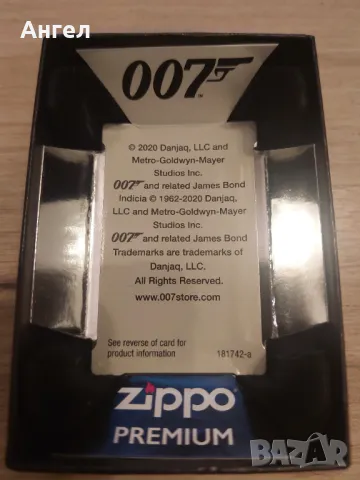 Ангел
007
TM
© 2020 Danjaq, LLC and
Metro-Goldwyn-Mayer
Studios Inc.
007 and related James Bond
Indicia © 1962-2020 Danjaq,
LLC and Metro-Goldwyn-Mayer
Studios Inc.
007 and related James Bond
Trademarks are trademarks of
Danjaq, LLC.
All Rights Reserved.
www.007store.com
See reverse of card for
product information 181742-a
zippo
PREMIUM
BAZAR